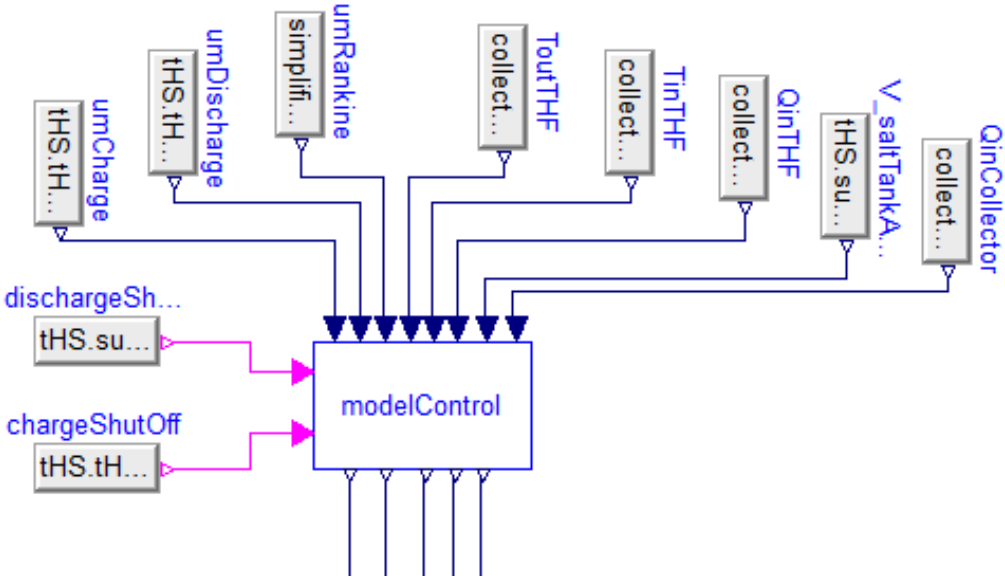 umCharge
tHS.tH...
umDischarge
tHS.tH...
umRankine
simplifi...
ToutTHF
collect...
TinTHF
collect...
QinTHF
collect...
V_saltTankA...
tHS.su...
QinCollector
collect...
dischargeSh...
tHS.su...
chargeShutOff
tHS.tH...
modelControl